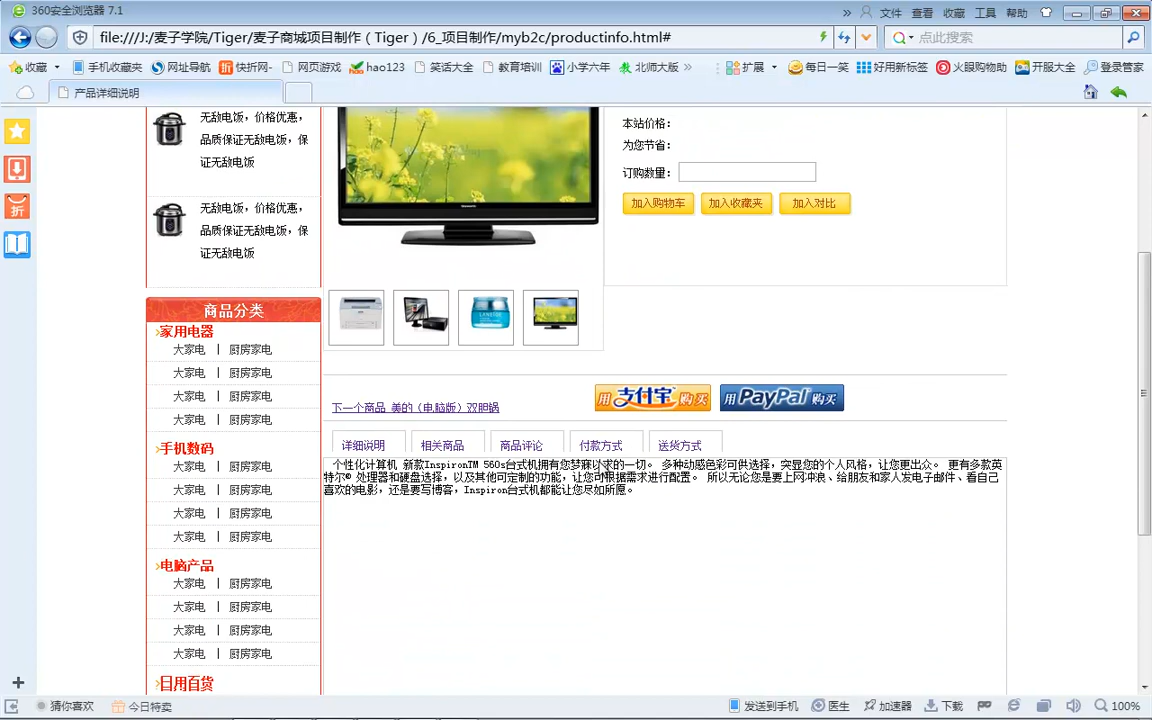 360安全浏览器 7.1
» 文件 查看 收藏 工具 帮助
file:///J:/麦子学院/Tiger/麦子商城项目制作（Tiger）/6_项目制作/myb2c/productinfo.html#
点此搜索
收藏 手机收藏夹 网址导航 快折网- 网页游戏 hao123 笑话大全 教育培训 小学六年 北师大版 » 扩展 每日一笑 好用新标签 火眼购物助 开服大全 登录管家
产品详细说明
无敌电饭，价格优惠，
品质保证无敌电饭，保
证无敌电饭
无敌电饭，价格优惠，
品质保证无敌电饭，保
证无敌电饭
本站价格：
为您节省：
订购数量：
加入购物车 加入收藏夹 加入对比
商品分类
家用电器
大家电 | 厨房家电
大家电 | 厨房家电
大家电 | 厨房家电
大家电 | 厨房家电
手机数码
大家电 | 厨房家电
大家电 | 厨房家电
大家电 | 厨房家电
大家电 | 厨房家电
电脑产品
大家电 | 厨房家电
大家电 | 厨房家电
大家电 | 厨房家电
大家电 | 厨房家电
日用百货
下一个商品 美的（电脑版）双胆锅
用 支付宝 购买
用 PayPal 购买
详细说明 相关商品 商品评论 付款方式 送货方式
个性化计算机 新款InspironTM 560s台式机拥有您梦寐以求的一切。 多种动感色彩可供选择，突显您的个人风格，让您更出众。 更有多款英
特尔® 处理器和硬盘选择，以及其他可定制的功能，让您可根据需求进行配置。 所以无论您是要上网冲浪、给朋友和家人发电子邮件、看自己
喜欢的电影，还是要写博客，Inspiron台式机都能让您尽如所愿。
猜你喜欢 今日特卖 发送到手机 医生 加速器 下载 100%
折